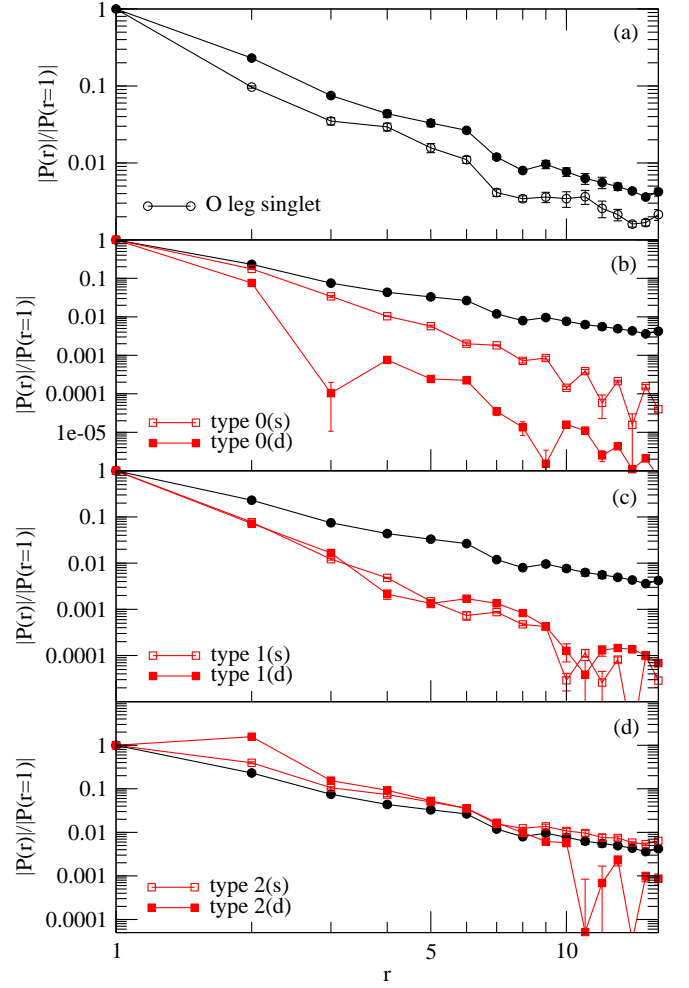 1
(a)
0.1
|P(r)|/|P(r=1)|
0.01
O leg singlet
1
(b)
0.1
0.01
|P(r)|/|P(r=1)|
0.001
0.0001
type 0(s)
1e-05
type 0(d)
1
(c)
0.1
0.01
|P(r)|/|P(r=1)|
0.001
type 1(s)
0.0001
type 1(d)
(d)
1
0.1
|P(r)|/|P(r=1)|
0.01
0.001
type 2(s)
type 2(d)
0.0001
1
5
10
r